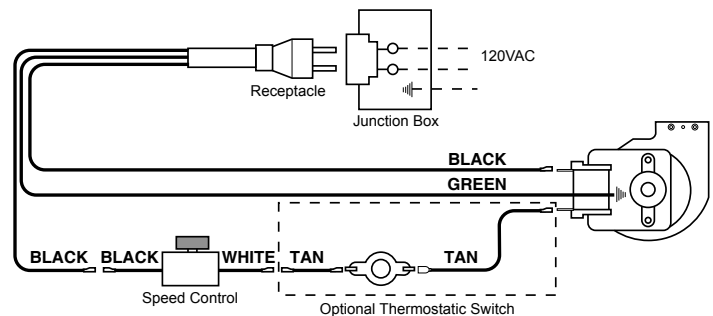 120VAC
Receptacle
Junction Box
BLACK
GREEN
BLACK BLACK WHITE TAN TAN
Speed Control
Optional Thermostatic Switch